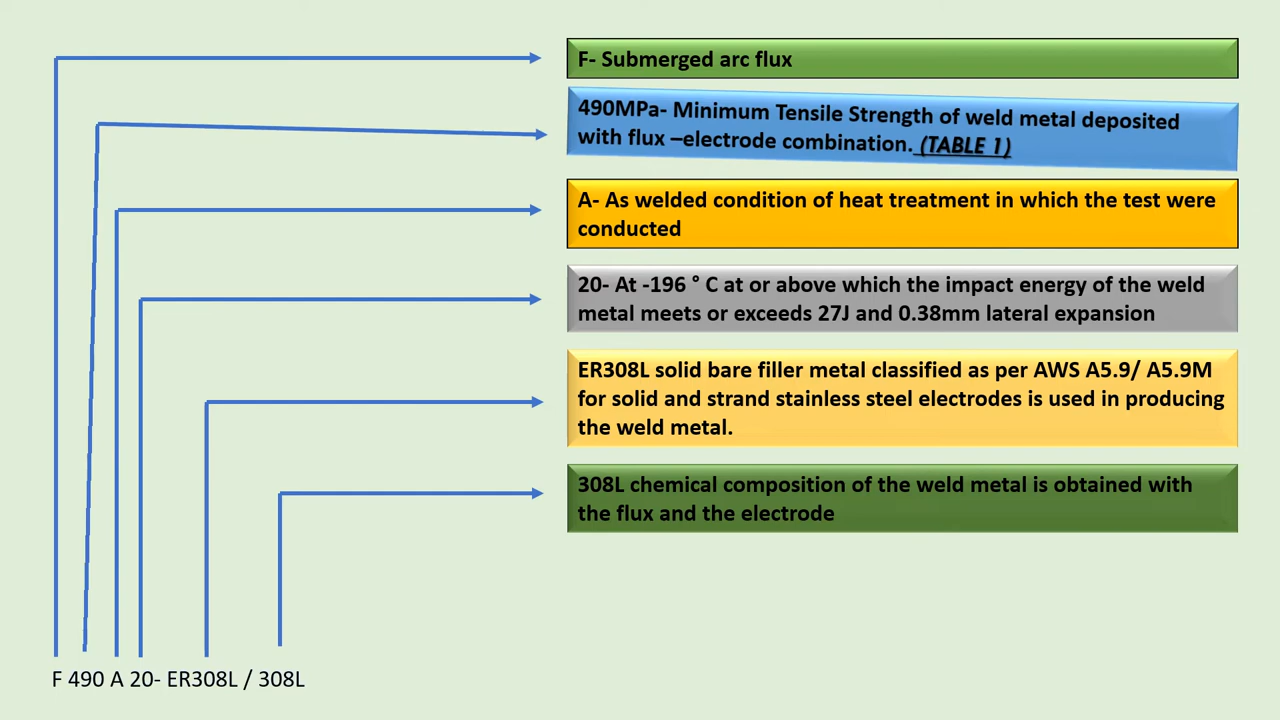 F- Submerged arc flux
490MPa- Minimum Tensile Strength of weld metal deposited
with flux –electrode combination. (TABLE 1)
A- As welded condition of heat treatment in which the test were
conducted
20- At -196 ° C at or above which the impact energy of the weld
metal meets or exceeds 27J and 0.38mm lateral expansion
ER308L solid bare filler metal classified as per AWS A5.9/ A5.9M
for solid and strand stainless steel electrodes is used in producing
the weld metal.
308L chemical composition of the weld metal is obtained with
the flux and the electrode
F 490 A 20- ER308L / 308L